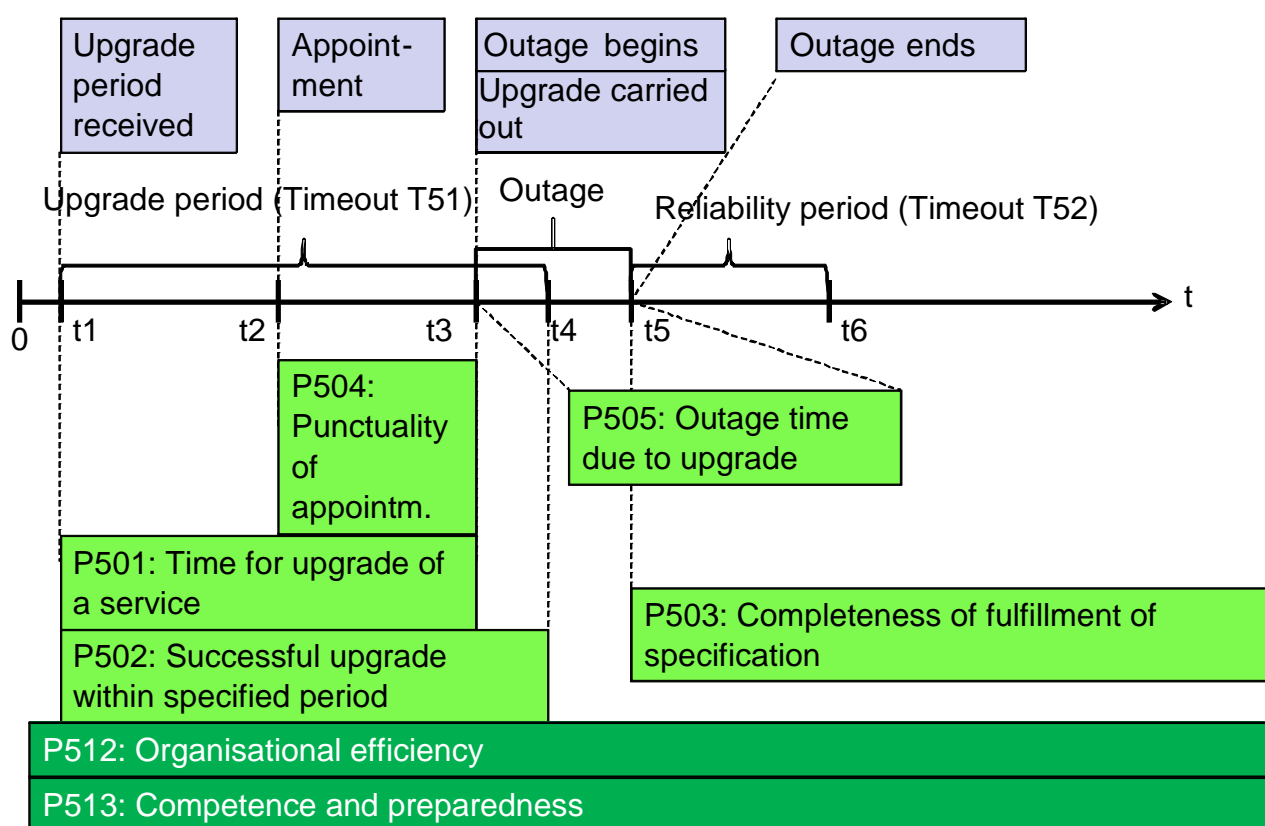 Upgrade
period
received
Appoint-
ment
Outage begins
Upgrade carried
out
Outage ends
Upgrade period (Timeout T51)
Outage
Reliability period (Timeout T52)
0
t1
t2
t3
t4
t5
t6
t
P504:
Punctuality
of
appointm.
P505: Outage time
due to upgrade
P501: Time for upgrade of
a service
P503: Completeness of fulfillment of
specification
P502: Successful upgrade
within specified period
P512: Organisational efficiency
P513: Competence and preparedness